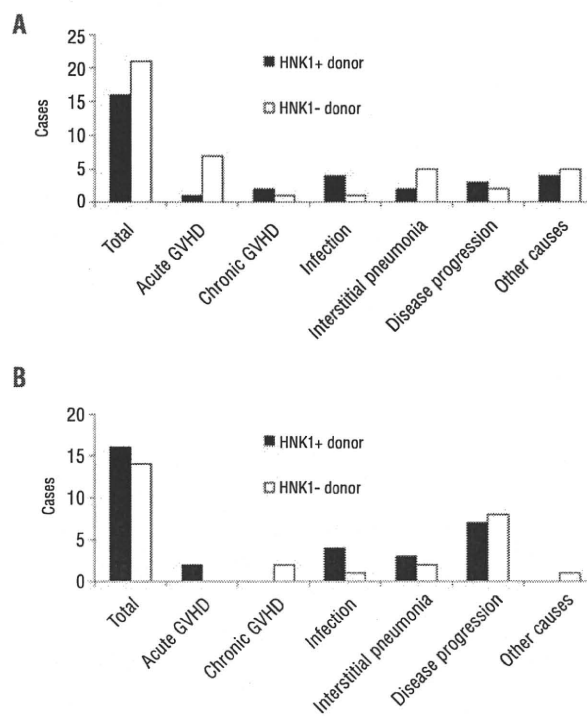 A
25
20
15
10
5
0
Cases
HNK1+ donor
HNK1- donor
Total
Acute GVHD
Chronic GVHD
Infection
Interstitial pneumonia
Disease progression
Other causes
B
20
15
10
5
0
Cases
HNK1+ donor
HNK1- donor
Total
Acute GVHD
Chronic GVHD
Infection
Interstitial pneumonia
Disease progression
Other causes